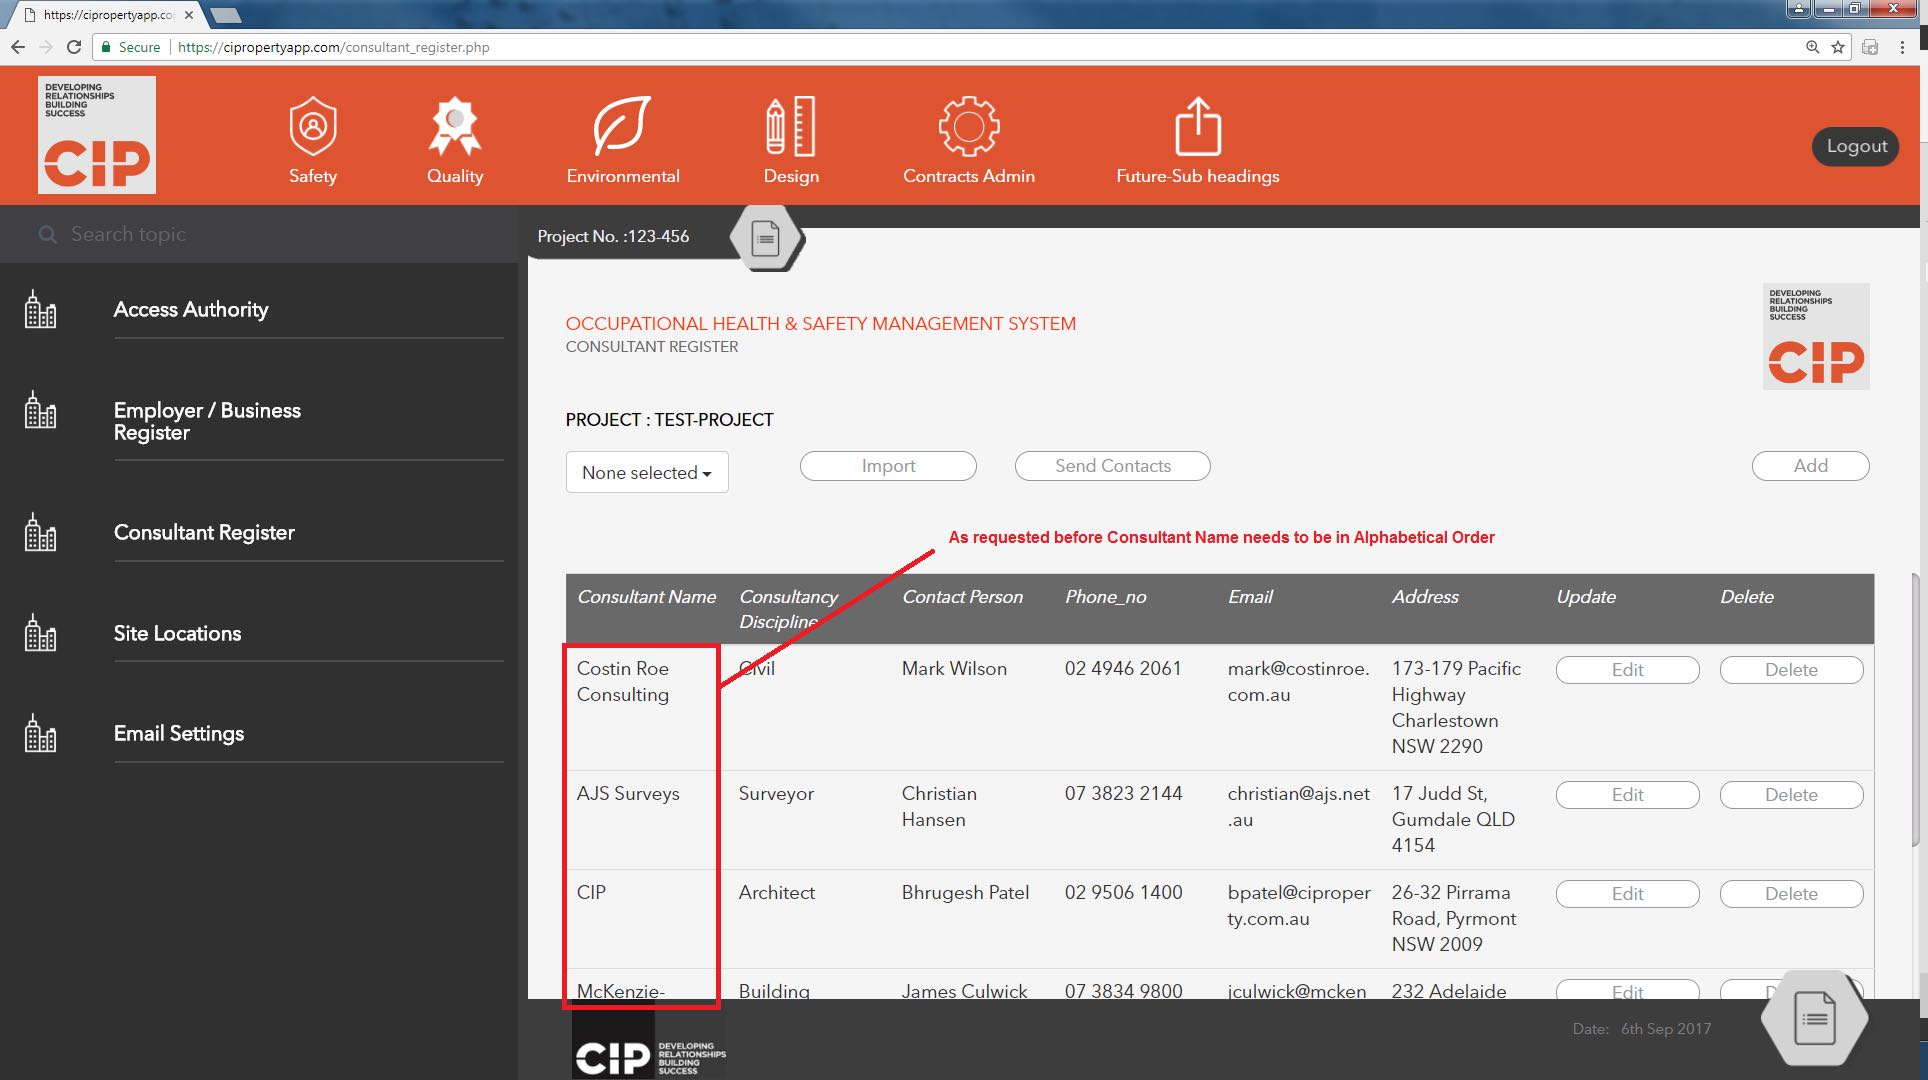 https://cipropertyapp.co
Secure https://cipropertyapp.com/consultant_register.php
DEVELOPING
RELATIONSHIPS
BUILDING
SUCCESS
CIP
Safety
Quality
Environmental
Design
Contracts Admin
Future-Sub headings
Logout
Search topic
Access Authority
Employer / Business
Register
Consultant Register
Site Locations
Email Settings
Project No. :123-456
OCCUPATIONAL HEALTH & SAFETY MANAGEMENT SYSTEM
CONSULTANT REGISTER
DEVELOPING
RELATIONSHIPS
BUILDING
SUCCESS
CIP
PROJECT : TEST-PROJECT
None selected
Import
Send Contacts
Add
As requested before Consultant Name needs to be in Alphabetical Order
Consultant Name Consultancy Contact Person Phone_no Email Address Update Delete
Discipline
Costin Roe Civil Mark Wilson 02 4946 2061 mark@costinroe. 173-179 Pacific Edit Delete
Consulting com.au Highway
Charlestown
NSW 2290
AJS Surveys Surveyor Christian 07 3823 2144 christian@ajs.net 17 Judd St, Edit Delete
Hansen .au Gumdale QLD
4154
CIP Architect Bhrugesh Patel 02 9506 1400 bpatel@ciproper 26-32 Pirrama Edit Delete
ty.com.au Road, Pyrmont
NSW 2009
McKenzie- Building James Culwick 07 3834 9800 jculwick@mcken 232 Adelaide Edit
Date: 6th Sep 2017
CIP
DEVELOPING
RELATIONSHIPS
BUILDING
SUCCESS